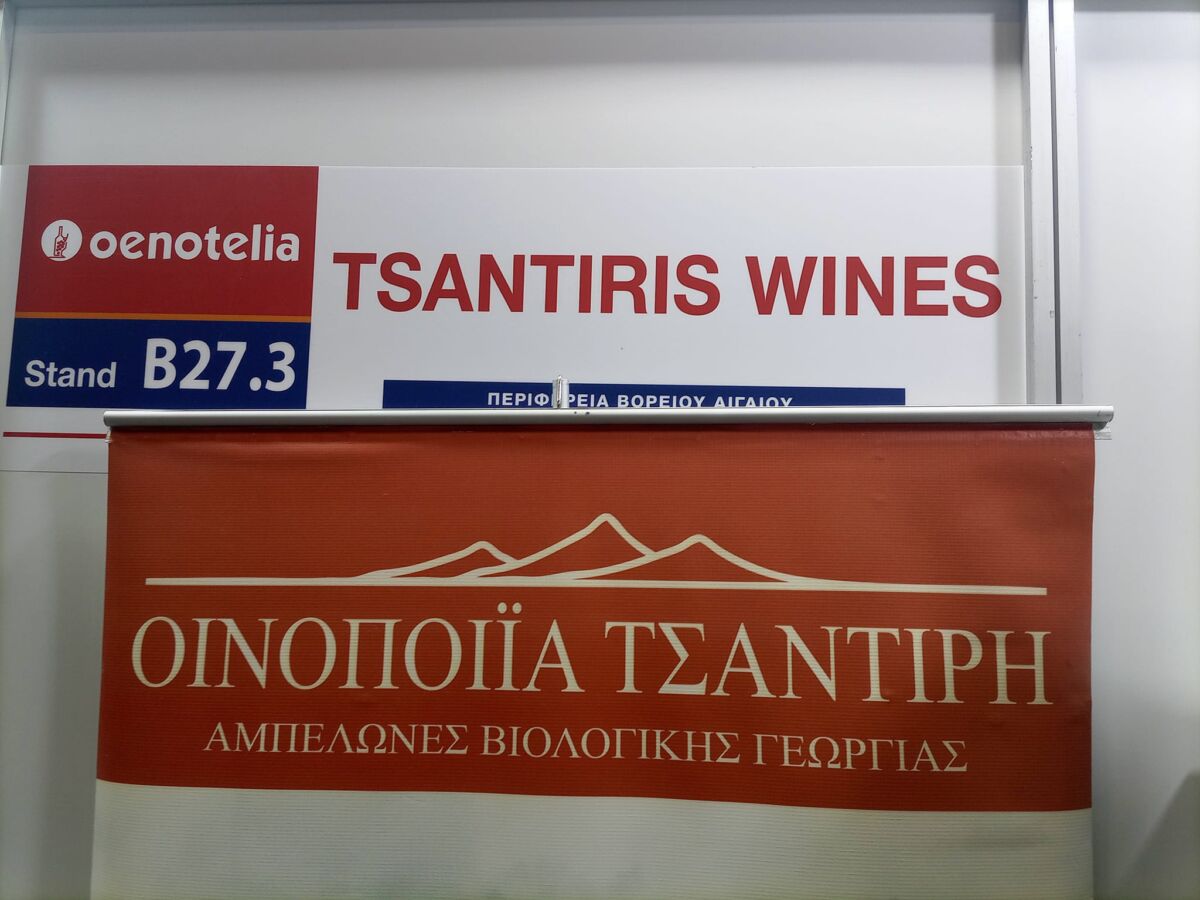 oenotelia
TSANTIRIS WINES
Stand B27.3
ΠΕΡΙΦΕΡΕΙΑ ΒΟΡΕΙΟΥ ΑΙΓΑΙΟΥ
ΟΙΝΟΠΟΙΪΑ ΤΣΑΝΤΙΡΗ
ΑΜΠΕΛΩΝΕΣ ΒΙΟΛΟΓΙΚΗΣ ΓΕΩΡΓΙΑΣ